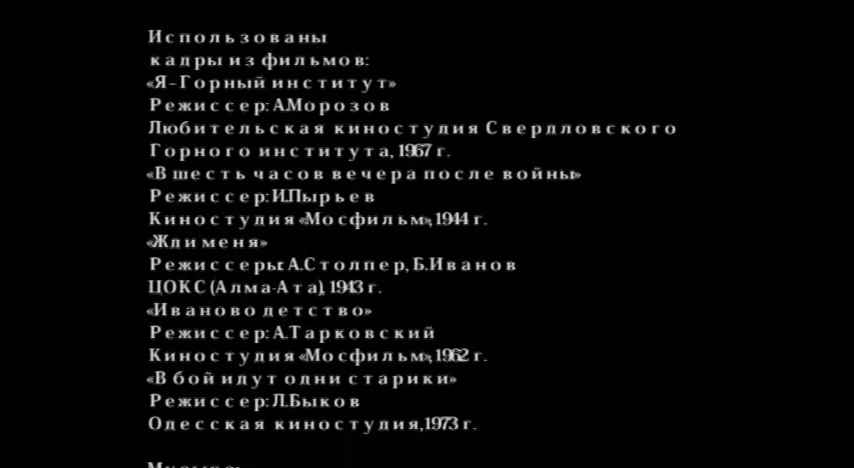 Использованы
кадры из фильмов:
«Я-Горный институт»
Режиссер: А.Морозов
Любительская киностудия Свердловского
Горного института, 1967 г.
«В шесть часов вечера после войны»
Режиссер: И.Пырьев
Киностудия «Мосфильм», 1944 г.
«Жди меня»
Режиссеры: А.Столпер, Б.Иванов
ЦОКС (Алма-Ата), 1943 г.
«Иваново детство»
Режиссер: А.Тарковский
Киностудия «Мосфильм», 1962 г.
«В бой идут одни старики»
Режиссер: Л.Быков
Одесская киностудия, 1973 г.